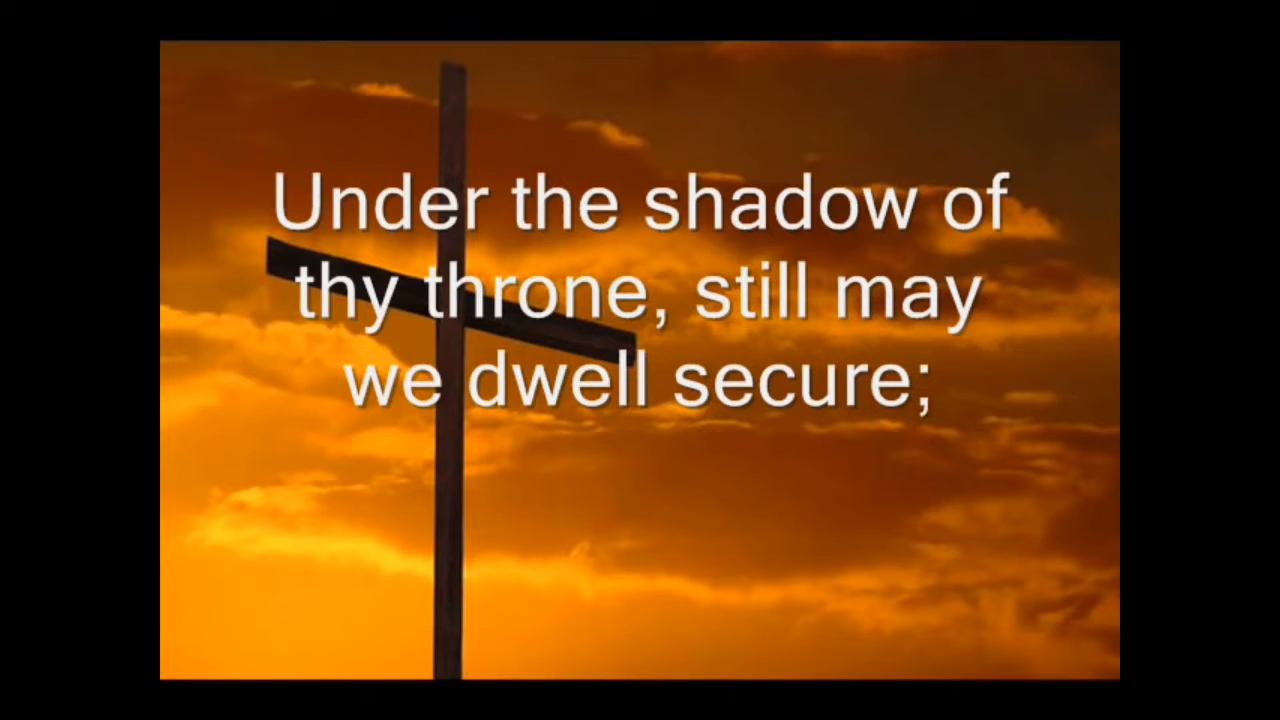 Under the shadow of
thy throne, still may
we dwell secure;